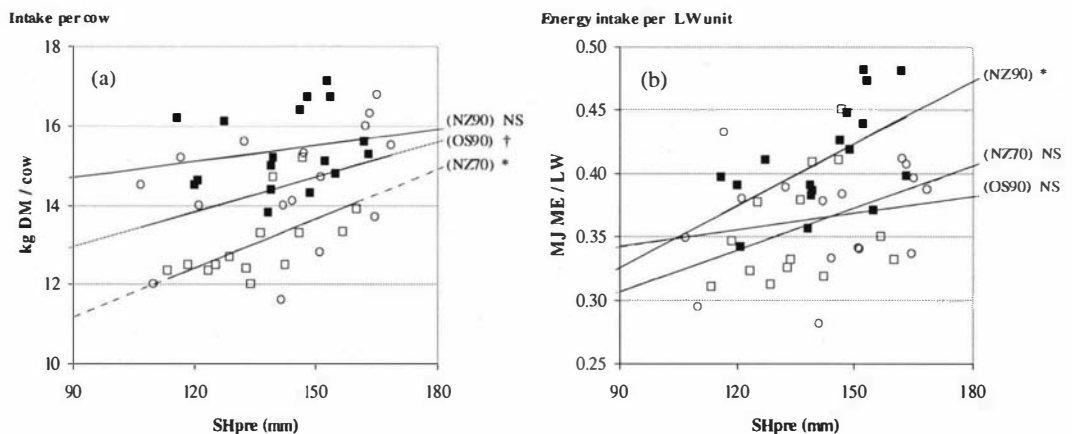 Intake per cow
18
16
14
12
10
kg DM / cow
(a)
(NZ90) NS
(OS90) †
(NZ70) *
90 120 150 180
SHpre (mm)
Energy intake per LW unit
0.50
0.45
0.40
0.35
0.30
0.25
MJ ME / LW
(b)
(NZ90) *
(NZ70) NS
(OS90) NS
90 120 150 180
SHpre (mm)